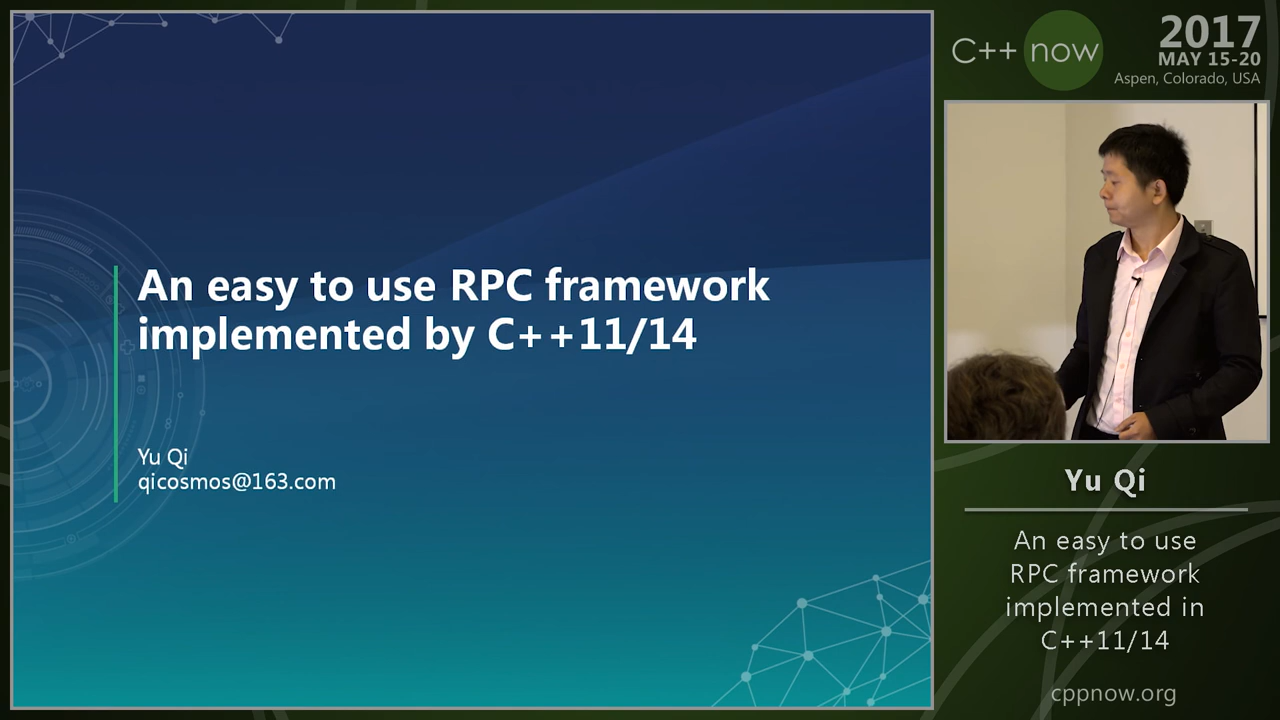 An easy to use RPC framework
implemented by C++11/14
Yu Qi
qicosmos@163.com
C++ now
2017
MAY 15-20
Aspen, Colorado, USA
Yu Qi
An easy to use
RPC framework
implemented in
C++11/14
cppnow.org